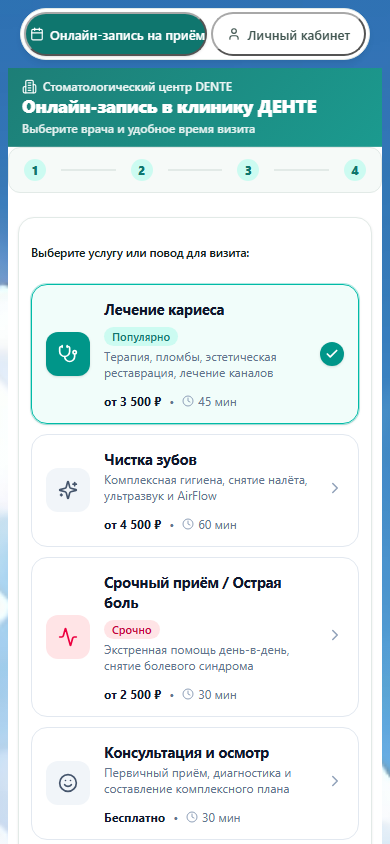 Онлайн-запись на приём
Личный кабинет
Стоматологический центр DENTE
Онлайн-запись в клинику ДЕНТЕ
Выберите врача и удобное время визита
1 2 3 4
Выберите услугу или повод для визита:
Лечение кариеса
Популярно
Терапия, пломбы, эстетическая
реставрация, лечение каналов
от 3 500 ₽ • 45 мин
Чистка зубов
Комплексная гигиена, снятие налёта,
ультразвук и AirFlow
от 4 500 ₽ • 60 мин
Срочный приём / Острая
боль
Срочно
Экстренная помощь день-в-день,
снятие болевого синдрома
от 2 500 ₽ • 30 мин
Консультация и осмотр
Первичный приём, диагностика и
составление комплексного плана
Бесплатно • 30 мин